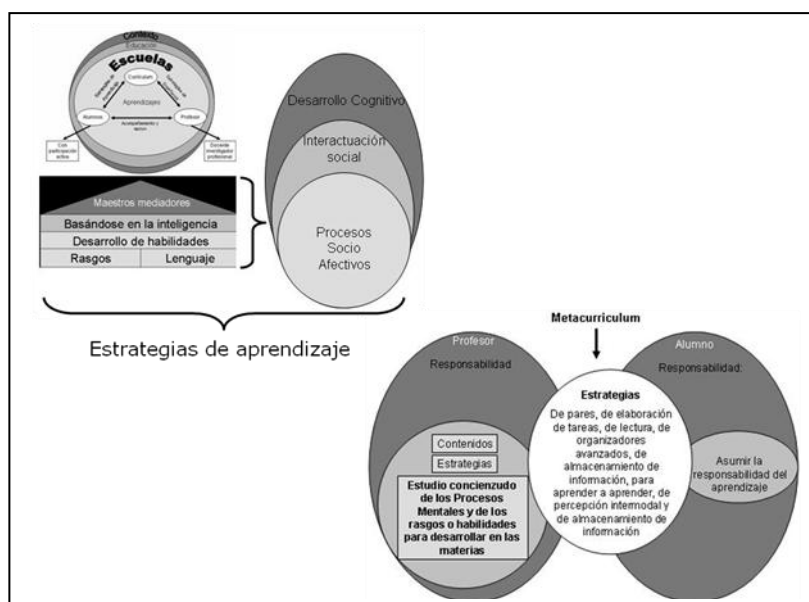 Contexto
Educación
Escuelas
Curriculum
Aprendizajes
Alumnos
Profesor
Acompañamiento y
Con
participación
activa
Docente
investigador
profesional
Maestros mediadores
Basándose en la inteligencia
Desarrollo de habilidades
Rasgos
Lenguaje
Desarrollo Cognitivo
Interactuación
social
Procesos
Socio
Afectivos
Estrategias de aprendizaje
Metacurriculum
Profesor
Responsabilidad
Contenidos
Estrategias
Estudio concienzudo
de los Procesos
Mentales y de los
rasgos o habilidades
para desarrollar en las
materias
Estrategias
De pares, de elaboración
de tareas, de lectura, de
organizadores
avanzados, de
almacenamiento de
información, para
aprender a aprender, de
percepción intermodal y
de almacenamiento de
información
Alumno
Responsabilidad:
Asumir la
responsabilidad del
aprendizaje